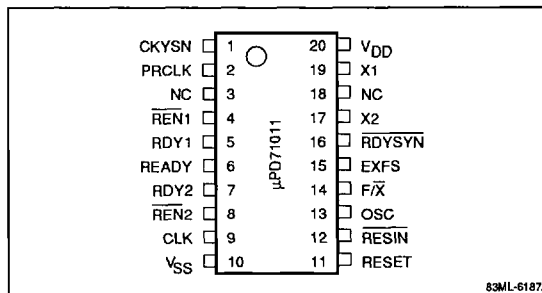 CKYSN 1 20 VDD
PRCLK 2 19 X1
NC 3 18 NC
REN1 4 17 X2
RDY1 5 16 RDYSYN
READY 6 15 EXFS
RDY2 7 14 F/X
REN2 8 13 OSC
CLK 9 12 RESIN
VSS 10 11 RESET
μPD71011
83ML-6187